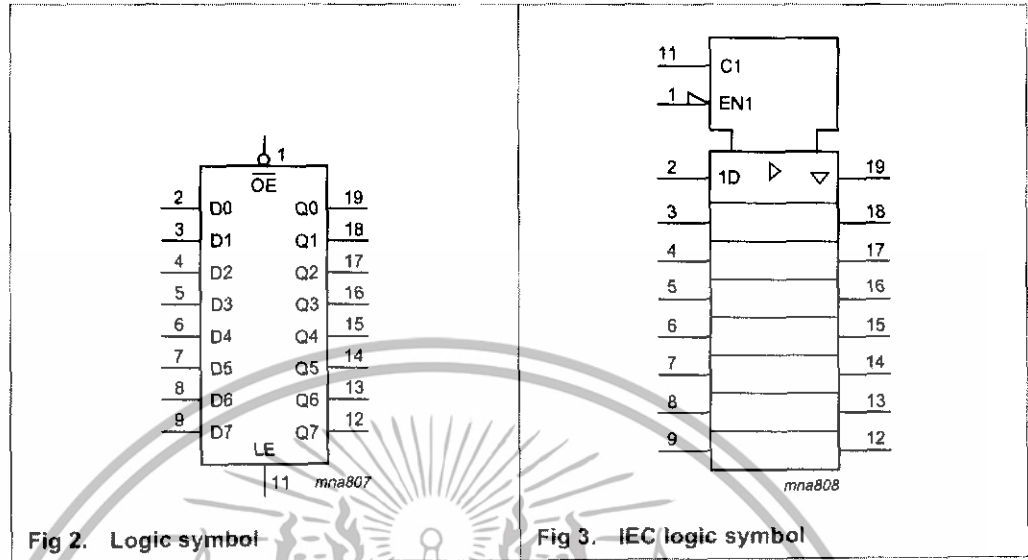 1
OE
2 D0 Q0 19
3 D1 Q1 18
4 D2 Q2 17
5 D3 Q3 16
6 D4 Q4 15
7 D5 Q5 14
8 D6 Q6 13
9 D7 Q7 12
LE
11 mna807
Fig 2. Logic symbol
11 C1
1 EN1
2 1D 19
3 18
4 17
5 16
6 15
7 14
8 13
9 12
mna808
Fig 3. IEC logic symbol